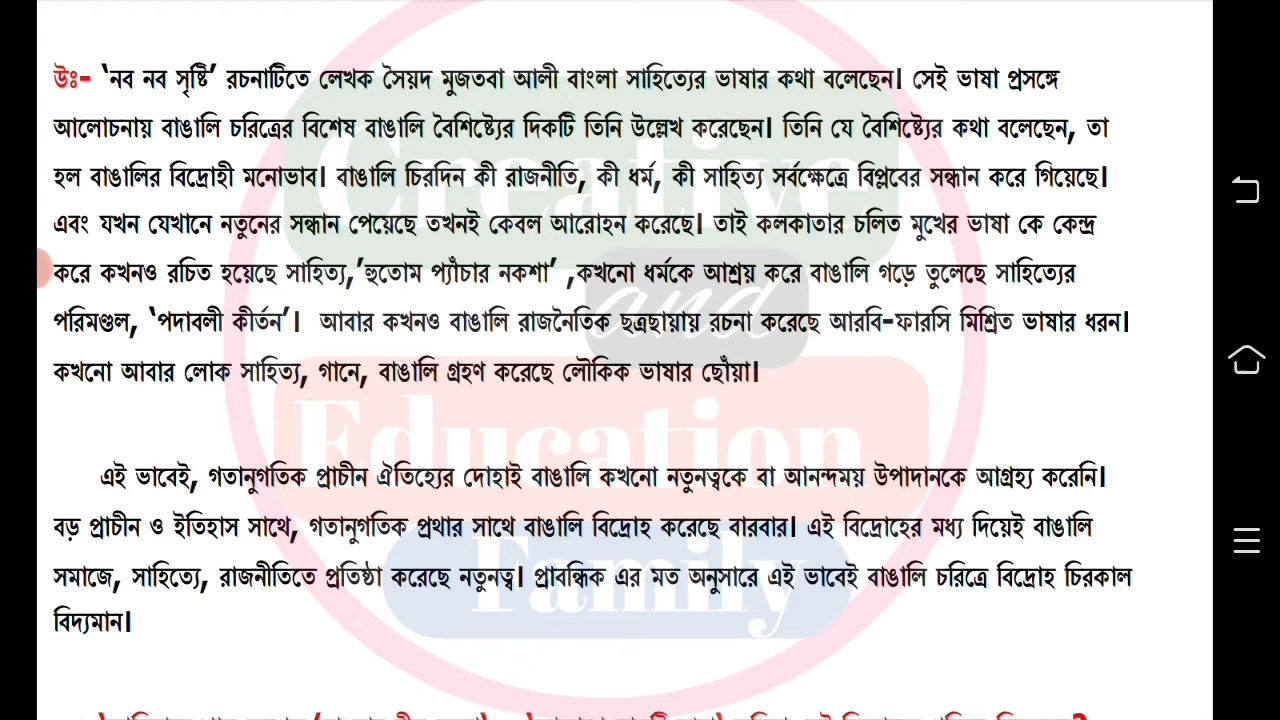 উঃ- 'নব নব সৃষ্টি' রচনাটিতে লেখক সৈয়দ মুজতবা আলী বাংলা সাহিত্যের ভাষার কথা বলেছেন। সেই ভাষা প্রসঙ্গে
আলোচনায় বাঙালি চরিত্রের বিশেষ বাঙালি বৈশিষ্ট্যের দিকটি তিনি উল্লেখ করেছেন। তিনি যে বৈশিষ্ট্যের কথা বলেছেন, তা
হল বাঙালির বিদ্রোহী মনোভাব। বাঙালি চিরদিন কী রাজনীতি, কী ধর্ম, কী সাহিত্য সর্বক্ষেত্রে বিপ্লবের সন্ধান করে গিয়েছে।
এবং যখন যেখানে নতুনের সন্ধান পেয়েছে তখনই কেবল আরোহন করেছে। তাই কলকাতার চলিত মুখের ভাষা কে কেন্দ্র
করে কখনও রচিত হয়েছে সাহিত্য,'হুতোম প্যাঁচার নকশা' ,কখনো ধর্মকে আশ্রয় করে বাঙালি গড়ে তুলেছে সাহিত্যের
পরিমণ্ডল, 'পদাবলী কীর্তন'। আবার কখনও বাঙালি রাজনৈতিক ছত্রছায়ায় রচনা করেছে আরবি-ফারসি মিশ্রিত ভাষার ধরন।
কখনো আবার লোক সাহিত্য, গানে, বাঙালি গ্রহণ করেছে লৌকিক ভাষার ছোঁয়া।
এই ভাবেই, গতানুগতিক প্রাচীন ঐতিহ্যের দোহাই বাঙালি কখনো নতুনত্বকে বা আনন্দময় উপাদানকে আগ্রহ্য করেনি।
বড় প্রাচীন ও ইতিহাস সাথে, গতানুগতিক প্রথার সাথে বাঙালি বিদ্রোহ করেছে বারবার। এই বিদ্রোহের মধ্য দিয়েই বাঙালি
সমাজে, সাহিত্যে, রাজনীতিতে প্রতিষ্ঠা করেছে নতুনত্ব। প্রাবন্ধিক এর মত অনুসারে এই ভাবেই বাঙালি চরিত্রে বিদ্রোহ চিরকাল
বিদ্যমান।
Creative
and
Education
Family